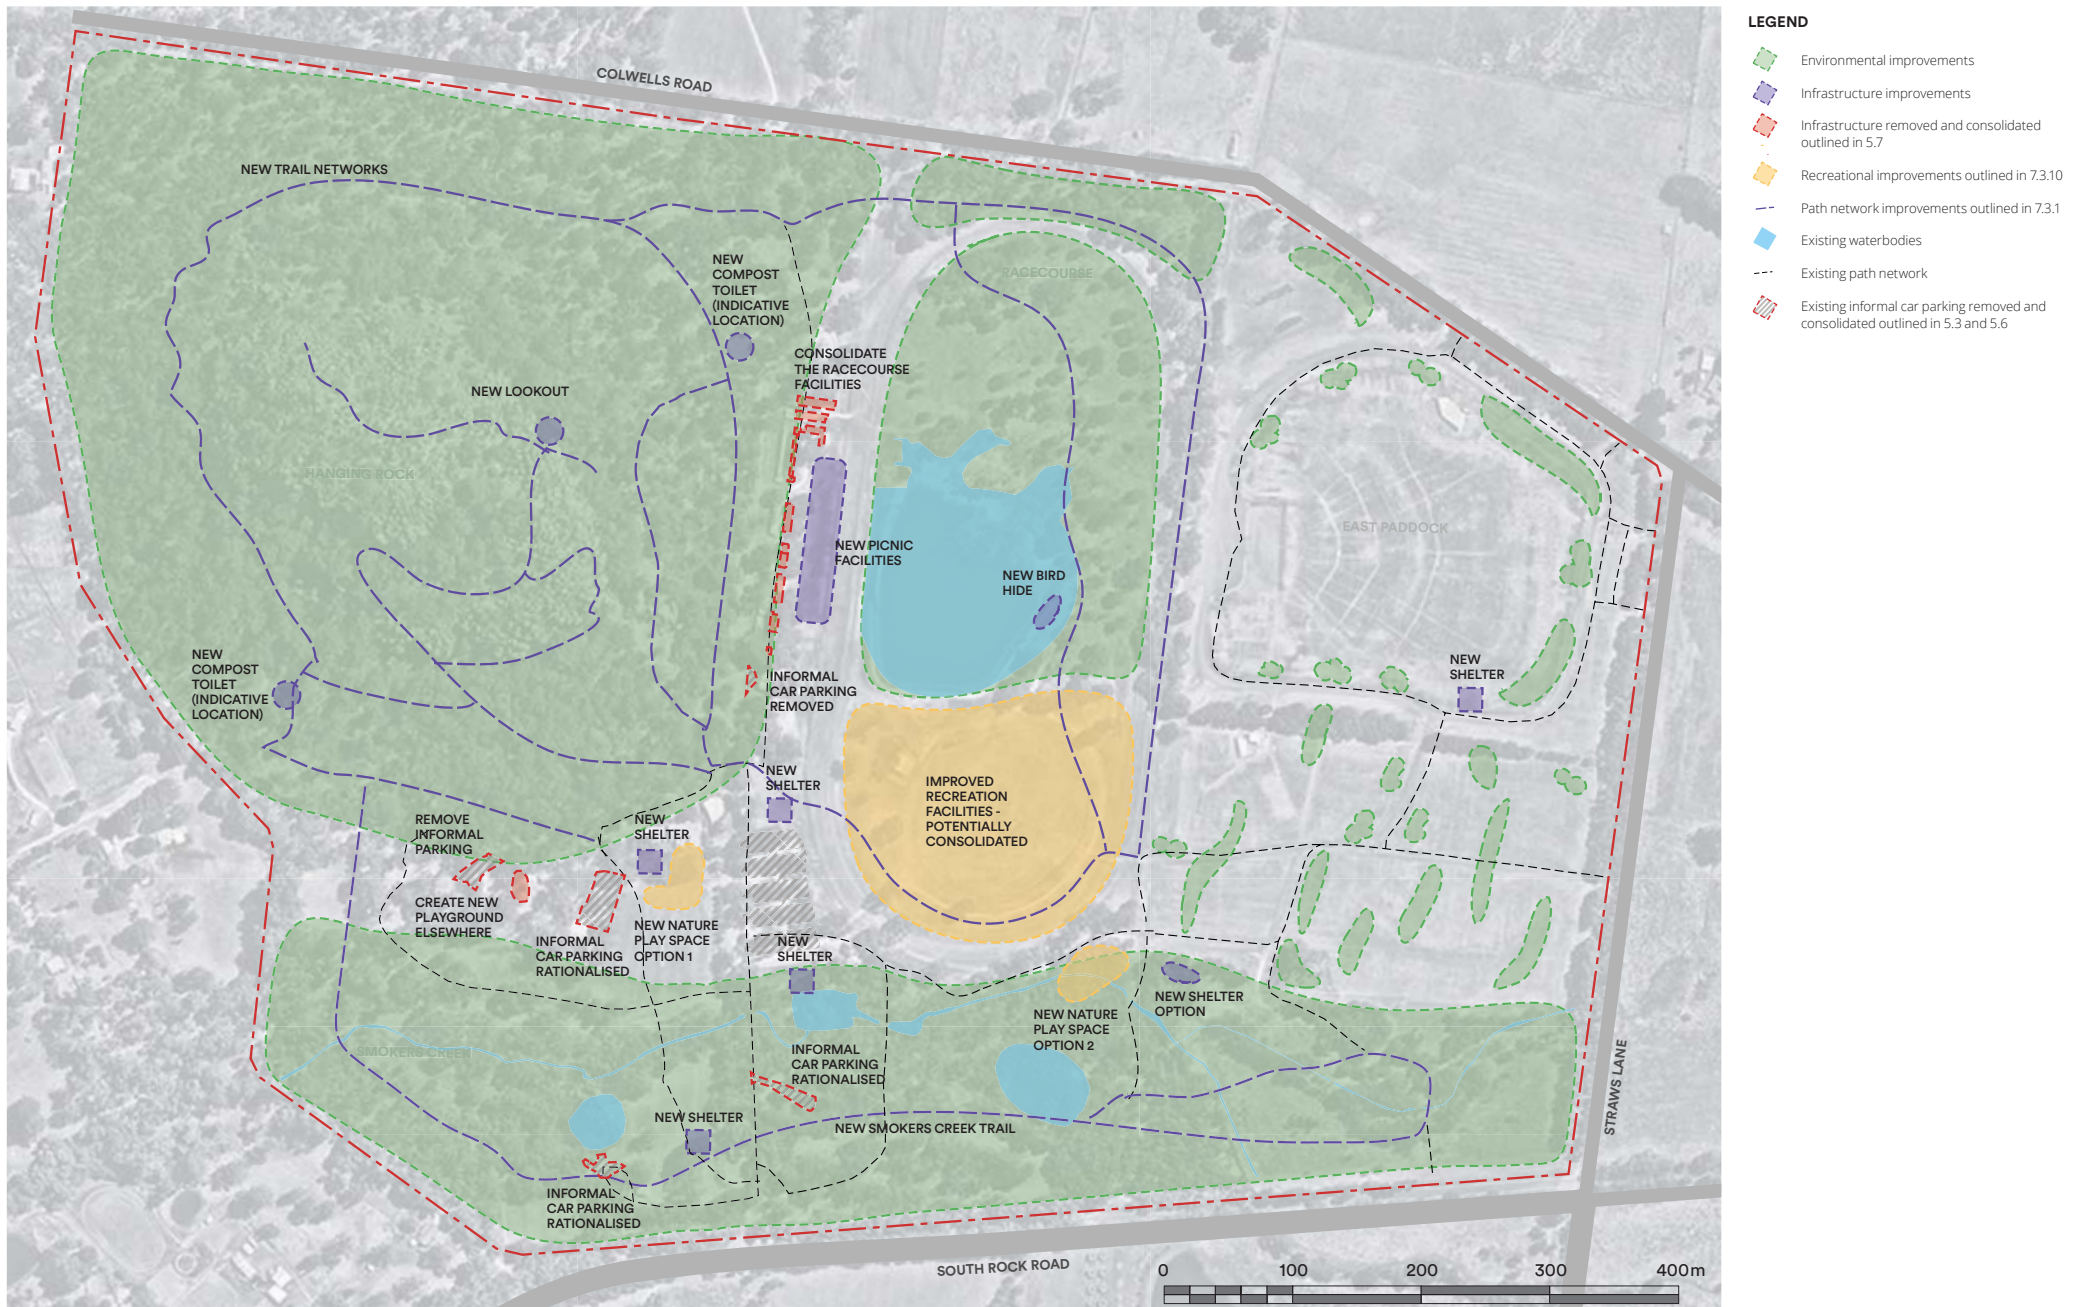 COLWELLS ROAD
NEW TRAIL NETWORKS
NEW
COMPOST
TOILET
(INDICATIVE
LOCATION)
RACECOURSE
CONSOLIDATE
THE RACECOURSE
FACILITIES
NEW LOOKOUT
HANGING ROCK
EAST PADDOCK
NEW PICNIC
FACILITIES
NEW BIRD
HIDE
NEW
COMPOST
TOILET
(INDICATIVE
LOCATION)
INFORMAL
CAR PARKING
REMOVED
NEW
SHELTER
NEW
SHELTER
IMPROVED
RECREATION
FACILITIES -
POTENTIALLY
CONSOLIDATED
REMOVE
INFORMAL
PARKING
NEW
SHELTER
CREATE NEW
PLAYGROUND
ELSEWHERE
INFORMAL
CAR PARKING
RATIONALISED
NEW NATURE
PLAY SPACE
OPTION 1
NEW
SHELTER
NEW SHELTER
OPTION
NEW NATURE
PLAY SPACE
OPTION 2
SMOKERS CREEK
INFORMAL
CAR PARKING
RATIONALISED
NEW SHELTER
NEW SMOKERS CREEK TRAIL
INFORMAL
CAR PARKING
RATIONALISED
STRAWS LANE
SOUTH ROCK ROAD
0 100 200 300 400m
LEGEND
Environmental improvements
Infrastructure improvements
Infrastructure removed and consolidated
outlined in 5.7
Recreational improvements outlined in 7.3.10
Path network improvements outlined in 7.3.1
Existing waterbodies
Existing path network
Existing informal car parking removed and
consolidated outlined in 5.3 and 5.6